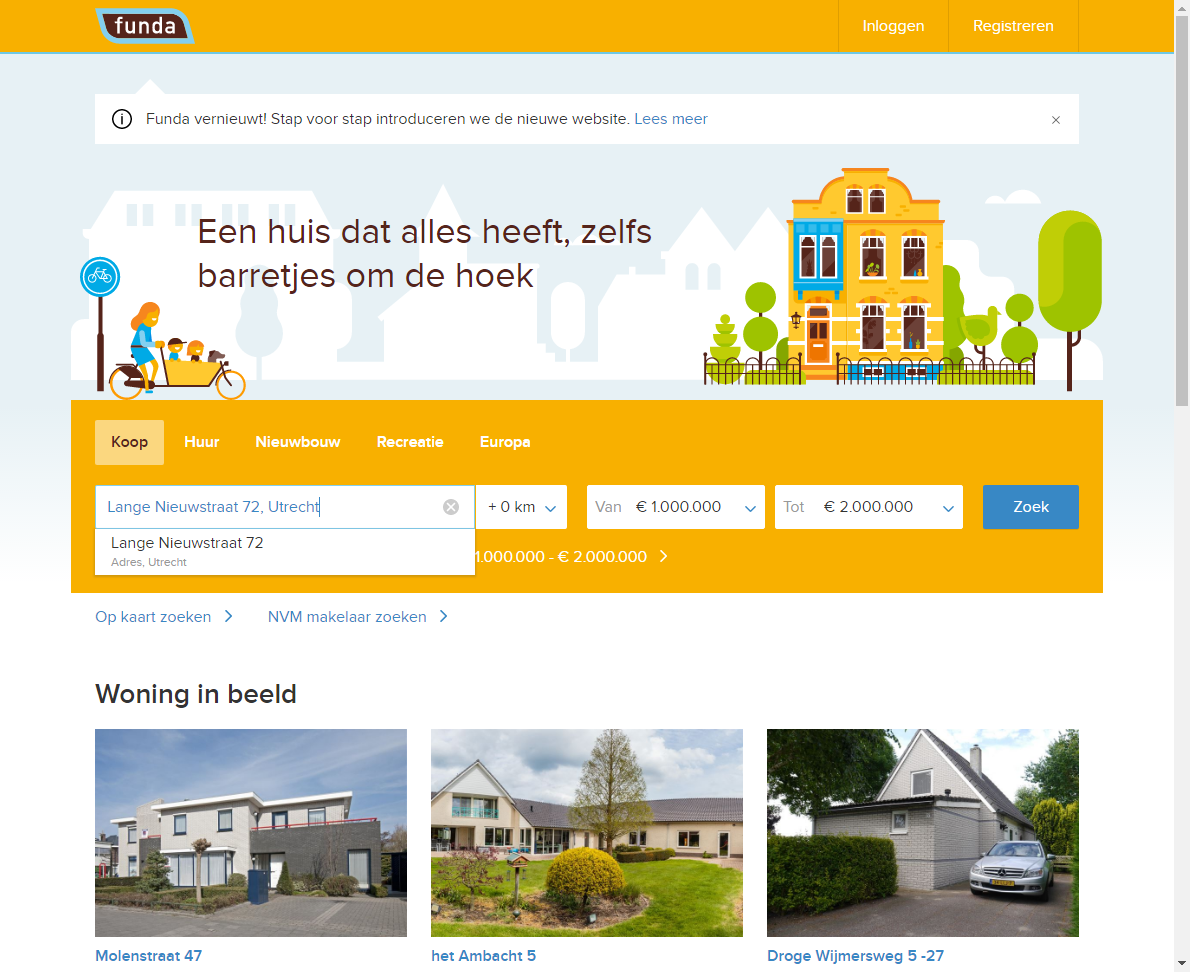 funda
Inloggen
Registreren
Funda vernieuwt! Stap voor stap introduceren we de nieuwe website. Lees meer
Een huis dat alles heeft, zelfs
barretjes om de hoek
Koop Huur Nieuwbouw Recreatie Europa
Lange Nieuwstraat 72, Utrecht + 0 km Van € 1.000.000 Tot € 2.000.000 Zoek
Lange Nieuwstraat 72
Adres, Utrecht
1.000.000 - € 2.000.000
Op kaart zoeken NVM makelaar zoeken
Woning in beeld
Molenstraat 47 het Ambacht 5 Droge Wijmersweg 5 -27